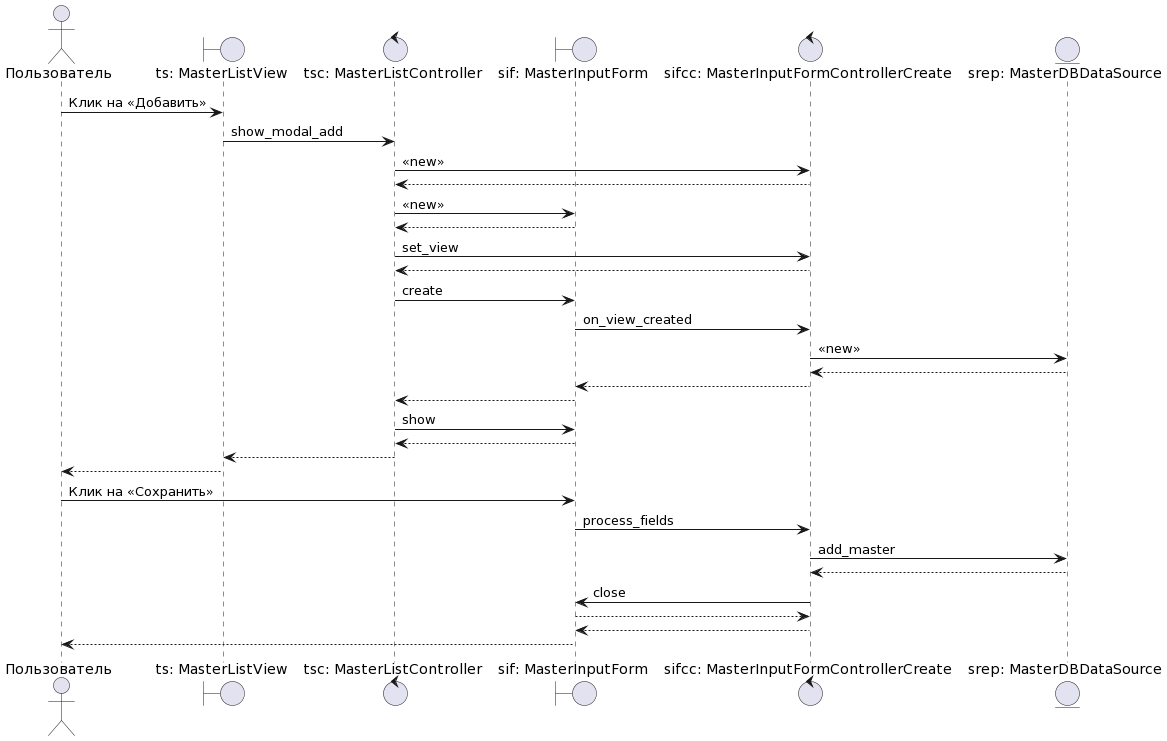 Пользователь
ts: MasterListView
tsc: MasterListController
sif: MasterInputForm
sifcc: MasterInputFormControllerCreate
srep: MasterDBDataSource
Клик на «Добавить»
show_modal_add
«new»
«new»
set_view
create
on_view_created
«new»
show
Клик на «Сохранить»
process_fields
add_master
close
Пользователь
ts: MasterListView
tsc: MasterListController
sif: MasterInputForm
sifcc: MasterInputFormControllerCreate
srep: MasterDBDataSource